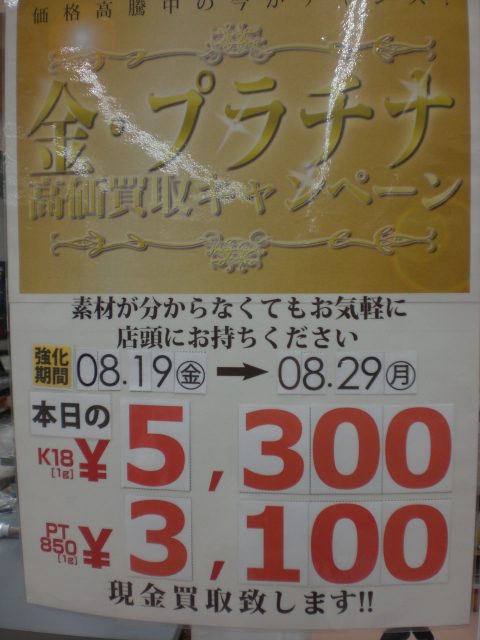 価格高騰中の今がチャンス!
金・プラチナ
高価買取キャンペーン
素材が分からなくてもお気軽に
店頭にお持ちください
強化期間 08.19金 → 08.29月
本日の
K18[1g] ¥5,300
PT850[1g] ¥3,100
現金買取致します!!